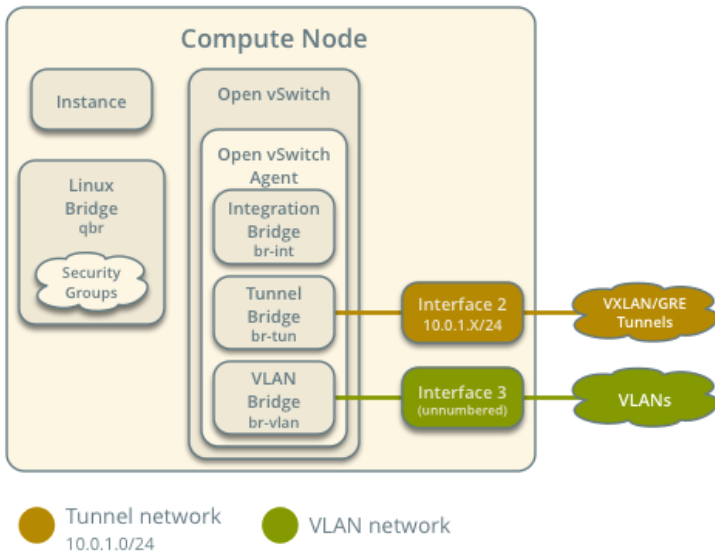 Compute Node
Instance
Linux
Bridge
qbr
Security
Groups
Open vSwitch
Open vSwitch
Agent
Integration
Bridge
br-int
Tunnel
Bridge
br-tun
VLAN
Bridge
br-vlan
Interface 2
10.0.1.X/24
Interface 3
(unnumbered)
VXLAN/GRE
Tunnels
VLANs
Tunnel network
10.0.1.0/24
VLAN network